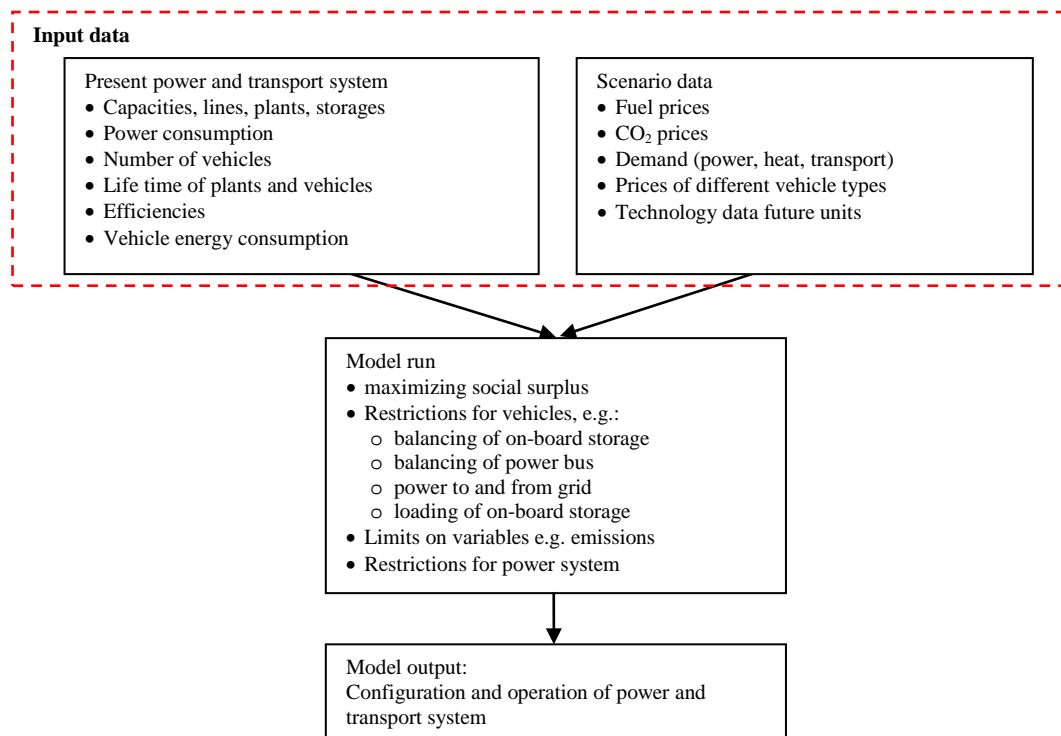 Input data
Present power and transport system
• Capacities, lines, plants, storages
• Power consumption
• Number of vehicles
• Life time of plants and vehicles
• Efficiencies
• Vehicle energy consumption
Scenario data
• Fuel prices
• CO₂ prices
• Demand (power, heat, transport)
• Prices of different vehicle types
• Technology data future units
Model run
• maximizing social surplus
• Restrictions for vehicles, e.g.:
o balancing of on-board storage
o balancing of power bus
o power to and from grid
o loading of on-board storage
• Limits on variables e.g. emissions
• Restrictions for power system
Model output:
Configuration and operation of power and
transport system